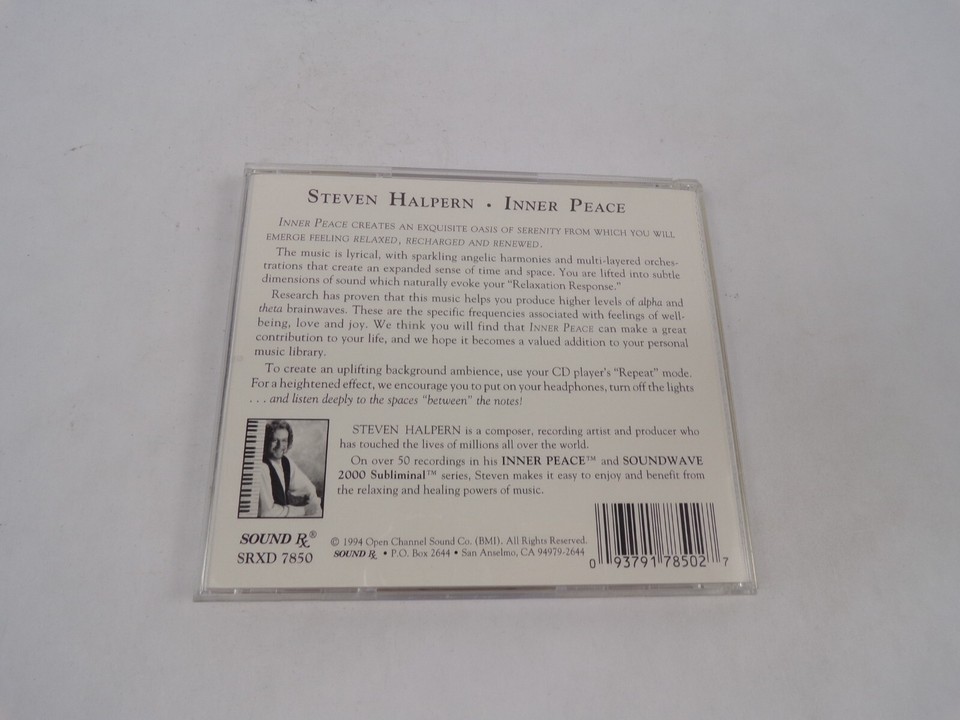 STEVEN HALPERN • INNER PEACE
INNER PEACE CREATES AN EXQUISITE OASIS OF SERENITY FROM WHICH YOU WILL
EMERGE FEELING RELAXED, RECHARGED AND RENEWED.
The music is lyrical, with sparkling angelic harmonies and multi-layered orches-
trations that create an expanded sense of time and space. You are lifted into subtle
dimensions of sound which naturally evoke your "Relaxation Response."
Research has proven that this music helps you produce higher levels of alpha and
theta brainwaves. These are the specific frequencies associated with feelings of well-
being, love and joy. We think you will find that INNER PEACE can make a great
contribution to your life, and we hope it becomes a valued addition to your personal
music library.
To create an uplifting background ambience, use your CD player's "Repeat" mode.
For a heightened effect, we encourage you to put on your headphones, turn off the lights
. . . and listen deeply to the spaces "between" the notes!
STEVEN HALPERN is a composer, recording artist and producer who
has touched the lives of millions all over the world.
On over 50 recordings in his INNER PEACE™ and SOUNDWAVE
2000 Subliminal™ series, Steven makes it easy to enjoy and benefit from
the relaxing and healing powers of music.
SOUND Rx®
SRXD 7850
© 1994 Open Channel Sound Co. (BMI). All Rights Reserved.
SOUND Rx • P.O. Box 2644 • San Anselmo, CA 94979-2644
0 93791 78502 7